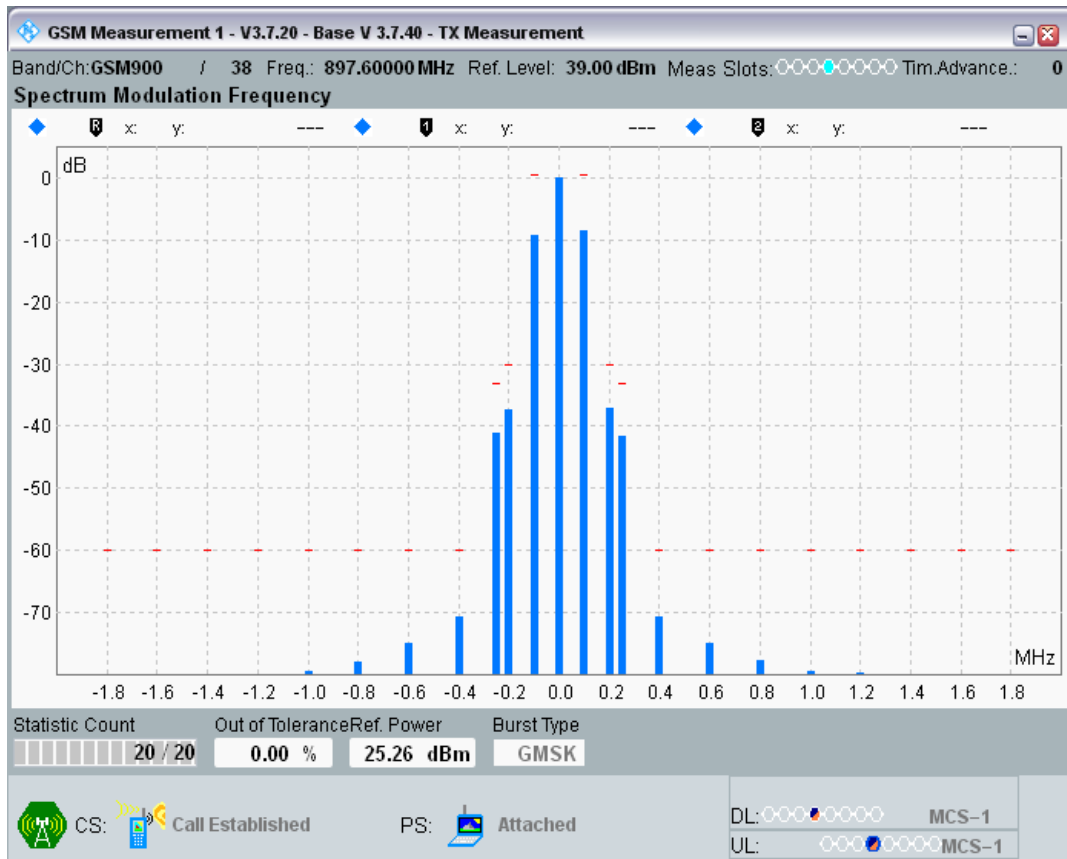 GSM Measurement 1 - V3.7.20 - Base V 3.7.40 - TX Measurement
Band/Ch:GSM900 / 38 Freq.: 897.60000 MHz Ref. Level: 39.00 dBm Meas Slots: Tim.Advance.: 0
Spectrum Modulation Frequency
R x: y: --- 1 x: y: --- 2 x: y: ---
dB
0
-10
-20
-30
-40
-50
-60
-70
MHz
-1.8 -1.6 -1.4 -1.2 -1.0 -0.8 -0.6 -0.4 -0.2 0.0 0.2 0.4 0.6 0.8 1.0 1.2 1.4 1.6 1.8
Statistic Count Out of Tolerance Ref. Power Burst Type
20 / 20 0.00 % 25.26 dBm GMSK
CS: Call Established PS: Attached
DL: MCS-1
UL: MCS-1